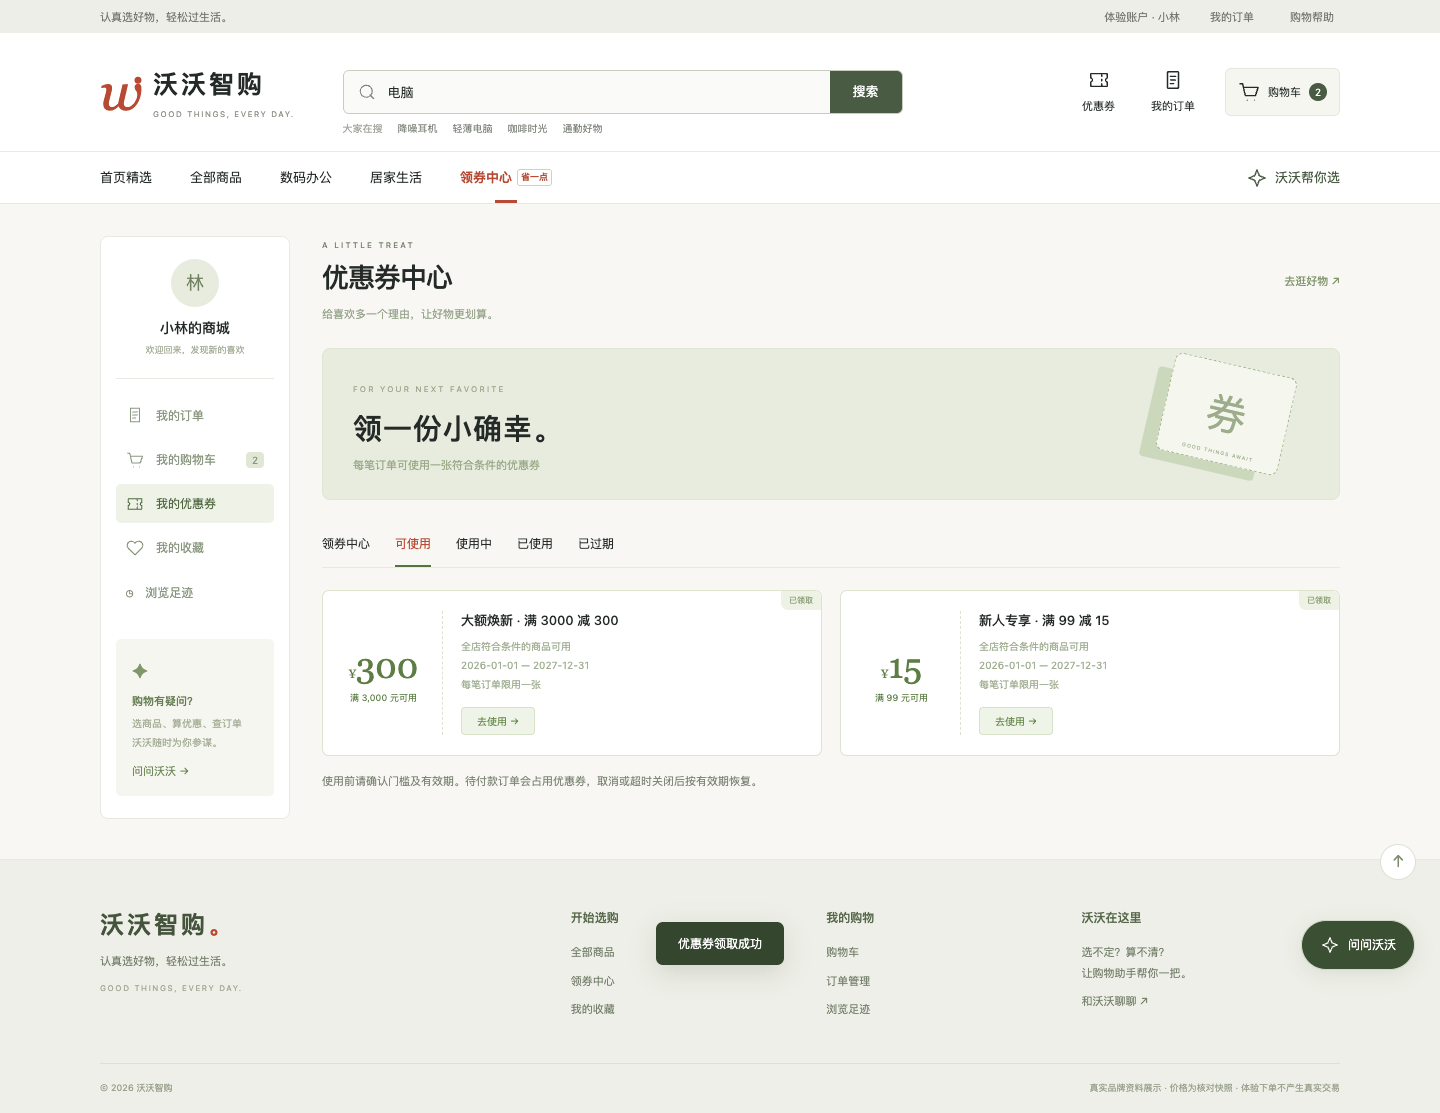 认真选好物，轻松过生活。
体验账户 · 小林 我的订单 购物帮助
wi 沃沃智购
GOOD THINGS, EVERY DAY.
电脑 搜索
大家在搜 降噪耳机 轻薄电脑 咖啡时光 通勤好物
优惠券 我的订单 购物车 2
首页精选 全部商品 数码办公 居家生活 领券中心 省一点 沃沃帮你选
林
小林的商城
欢迎回来，发现新的喜欢
我的订单
我的购物车 2
我的优惠券
我的收藏
浏览足迹
购物有疑问?
选商品、算优惠、查订单
沃沃随时为你参谋。
问问沃沃 →
A LITTLE TREAT
优惠券中心
去逛好物 ↗
给喜欢多一个理由，让好物更划算。
FOR YOUR NEXT FAVORITE
领一份小确幸。
每笔订单可使用一张符合条件的优惠券
券
GOOD THINGS AWAIT
领券中心 可使用 使用中 已使用 已过期
已领取
¥300
满 3,000 元可用
大额焕新 · 满 3000 减 300
全店符合条件的商品可用
2026-01-01 — 2027-12-31
每笔订单限用一张
去使用 →
已领取
¥15
满 99 元可用
新人专享 · 满 99 减 15
全店符合条件的商品可用
2026-01-01 — 2027-12-31
每笔订单限用一张
去使用 →
使用前请确认门槛及有效期。待付款订单会占用优惠券，取消或超时关闭后按有效期恢复。
沃沃智购。
认真选好物，轻松过生活。
GOOD THINGS, EVERY DAY.
开始选购
全部商品
领券中心
我的收藏
优惠券领取成功
我的购物
购物车
订单管理
浏览足迹
沃沃在这里
选不定？算不清？
让购物助手帮你一把。
和沃沃聊聊 ↗
问问沃沃
© 2026 沃沃智购
真实品牌资料展示 · 价格为核对快照 · 体验下单不产生真实交易